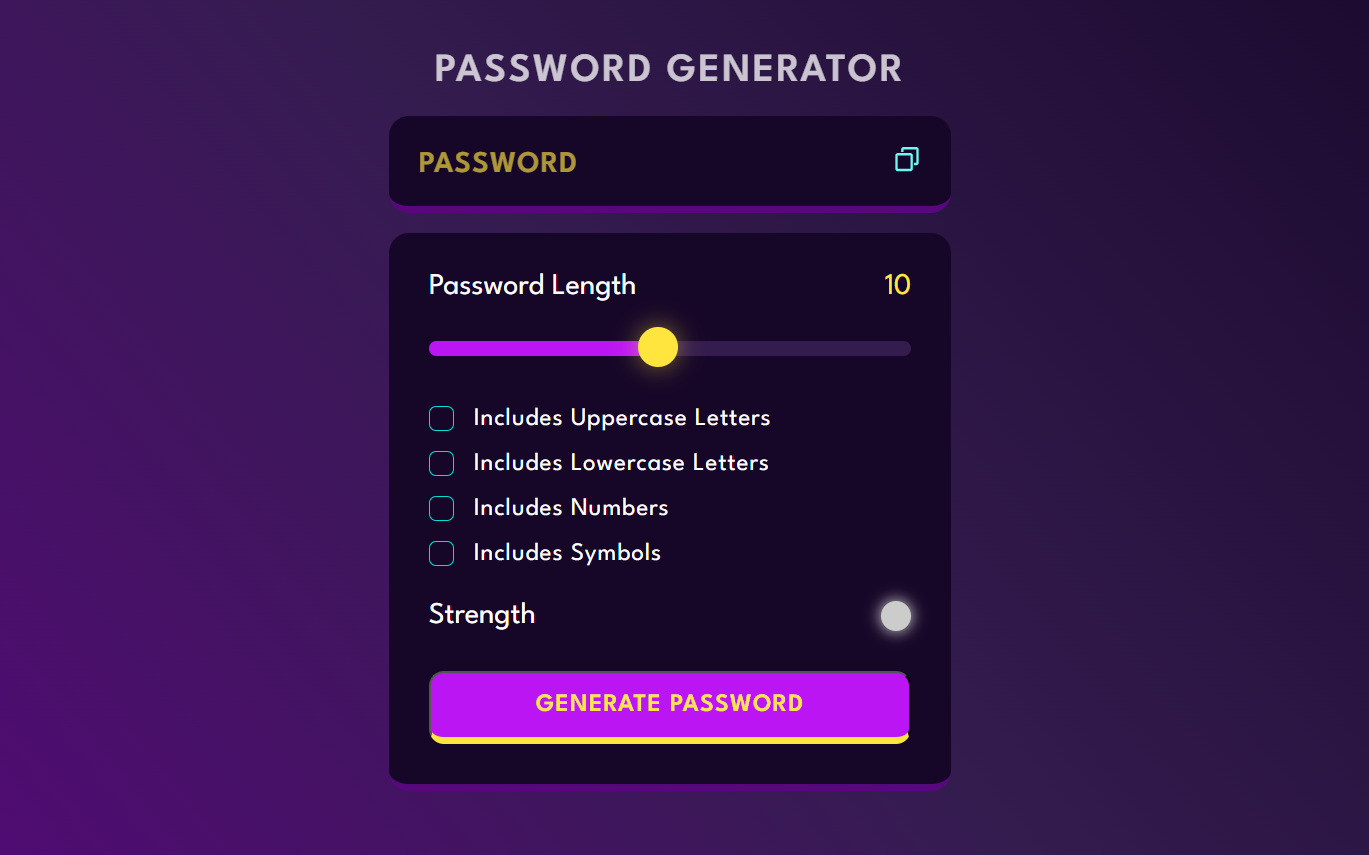 PASSWORD GENERATOR
PASSWORD
Password Length 10
Includes Uppercase Letters
Includes Lowercase Letters
Includes Numbers
Includes Symbols
Strength
GENERATE PASSWORD